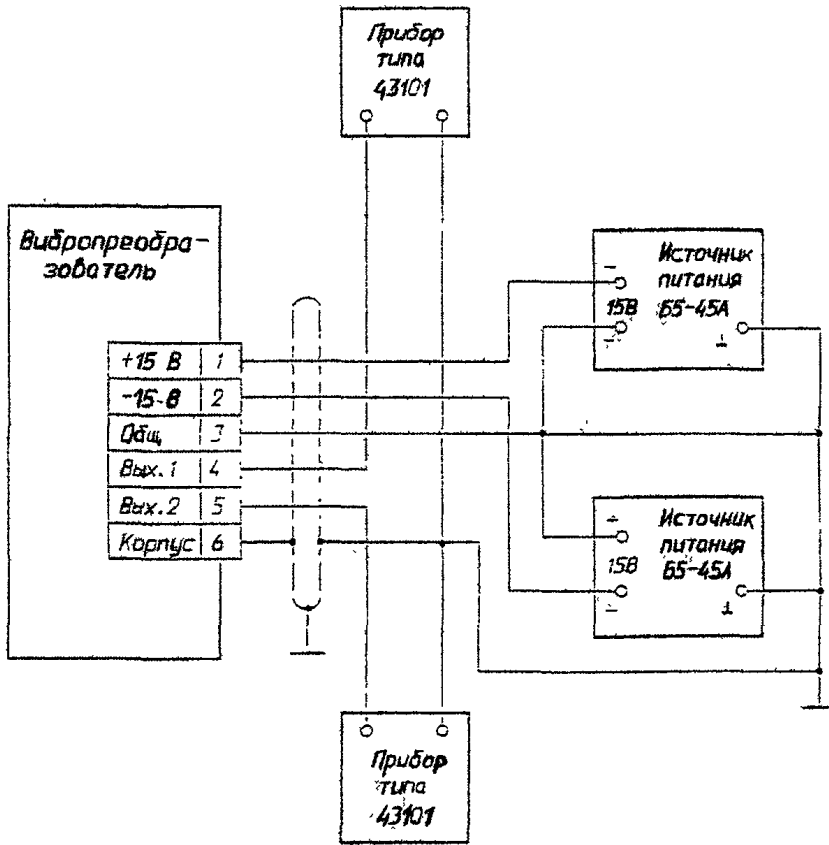 Прибор
типа
43101
Вибропреобра-
зователь
+15 В 1
-15 В 2
Общ 3
Вых.1 4
Вых.2 5
Корпус 6
Источник
питания
Б5-45А
15В
Источник
питания
Б5-45А
15В
Прибор
типа
43101